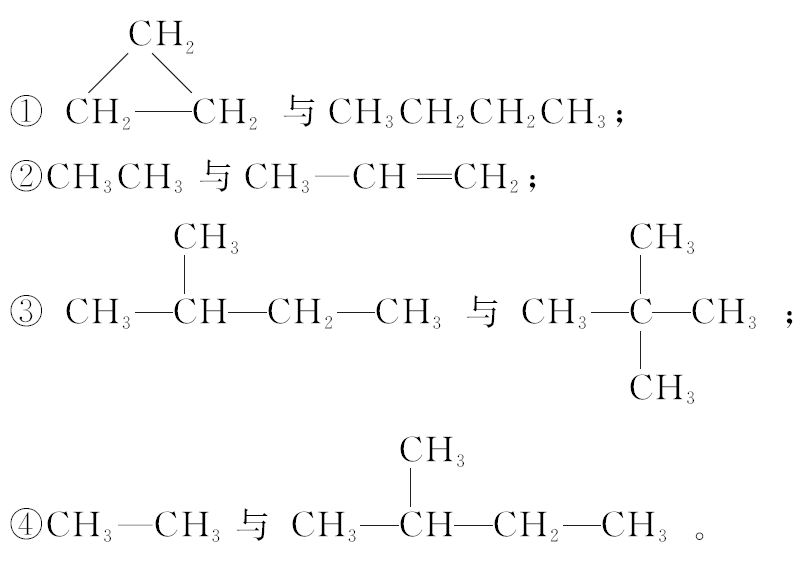 CH₂
① CH₂—CH₂ 与 CH₃CH₂CH₂CH₃；
②CH₃CH₃ 与 CH₃—CH═CH₂；
CH₃ CH₃
③ CH₃—CH—CH₂—CH₃ 与 CH₃—C—CH₃ ；
CH₃
CH₃
④CH₃—CH₃ 与 CH₃—CH—CH₂—CH₃ 。